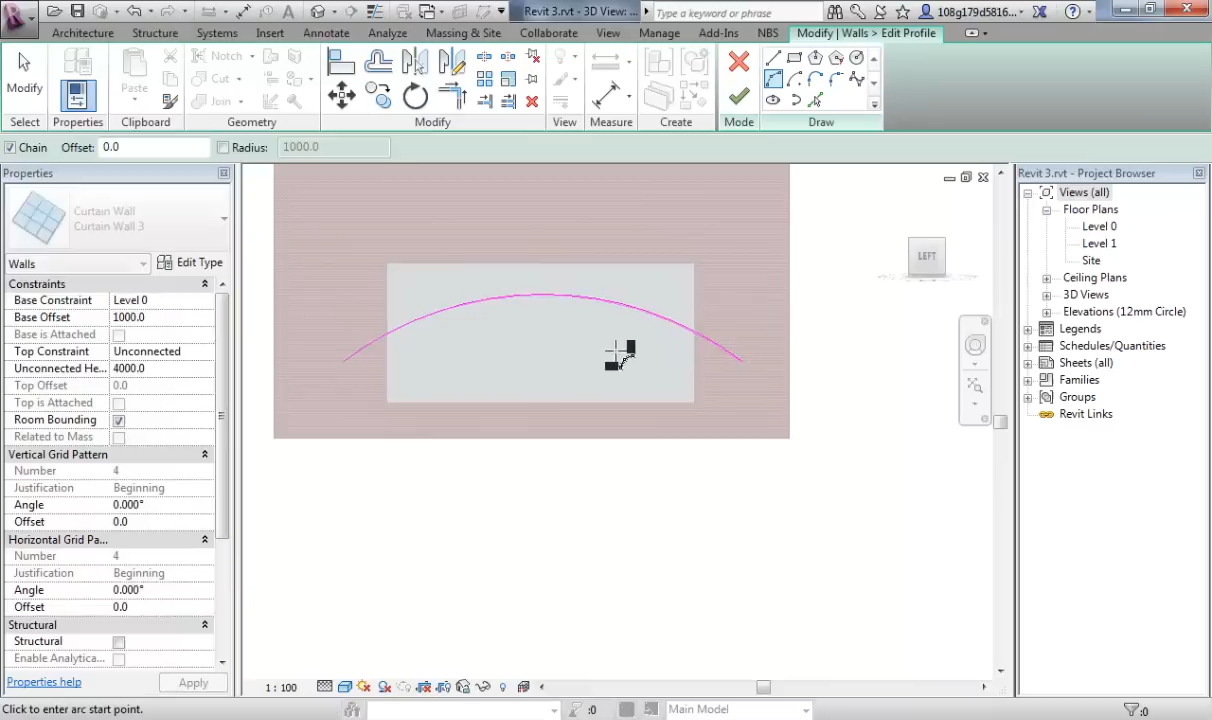 Revit 3.rvt - 3D View: ...
Type a keyword or phrase
108g179d5816...
Architecture Structure Systems Insert Annotate Analyze Massing & Site Collaborate View Manage Add-Ins NBS Modify | Walls > Edit Profile
Modify
Paste
Notch
Cut
Join
Select Properties Clipboard Geometry Modify View Measure Create Mode Draw
Chain Offset: 0.0 Radius: 1000.0
Properties
Curtain Wall
Curtain Wall 3
Walls Edit Type
Constraints
Base Constraint Level 0
Base Offset 1000.0
Base is Attached
Top Constraint Unconnected
Unconnected He... 4000.0
Top Offset 0.0
Top is Attached
Room Bounding
Related to Mass
Vertical Grid Pattern
Number 4
Justification Beginning
Angle 0.000°
Offset 0.0
Horizontal Grid Pa...
Number 4
Justification Beginning
Angle 0.000°
Offset 0.0
Structural
Structural
Enable Analytica...
Properties help Apply
LEFT
1 : 100
Revit 3.rvt - Project Browser
Views (all)
Floor Plans
Level 0
Level 1
Site
Ceiling Plans
3D Views
Elevations (12mm Circle)
Legends
Schedules/Quantities
Sheets (all)
Families
Groups
Revit Links
Click to enter arc start point. :0 Main Model :0